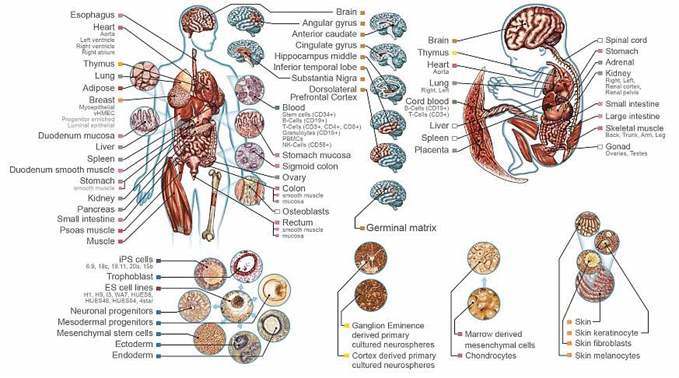 Esophagus
Heart
Aorta
Left ventricle
Right ventricle
Right atrium
Thymus
Lung
Adipose
Breast
Myoepithelial
vHMEC
Progenitor enriched
Luminal epithelial
Duodenum mucosa
Liver
Spleen
Duodenum smooth muscle
Stomach
smooth muscle
Kidney
Pancreas
Small intestine
Psoas muscle
Muscle
Brain
Angular gyrus
Anterior caudate
Cingulate gyrus
Hippocampus middle
Inferior temporal lobe
Substantia Nigra
Dorsolateral
Prefrontal Cortex
Blood
Stem cells (CD34+)
B-Cells (CD19+)
T-Cells (CD3+, CD4+, CD8+)
Granulocytes (CD15+)
PBMCs
NK-Cells (CD56+)
Stomach mucosa
Sigmoid colon
Ovary
Colon
smooth muscle
mucosa
Osteoblasts
Rectum
smooth muscle
mucosa
Germinal matrix
Brain
Thymus
Heart
Aorta
Lung
Right, Left
Cord blood
B-Cells (CD19+)
T-Cells (CD3+)
Liver
Spleen
Placenta
Spinal cord
Stomach
Adrenal
Kidney
Right, Left,
Renal cortex,
Renal pelvis
Small intestine
Large intestine
Skeletal muscle
Back, Trunk, Arm, Leg
Gonad
Ovaries, Testes
iPS cells
6.9, 18c, 19.11, 20b, 15b
Trophoblast
ES cell lines
H1, H9, I3, WA7, HUES6,
HUES48, HUES64, 4star
Neuronal progenitors
Mesodermal progenitors
Mesenchymal stem cells
Ectoderm
Endoderm
Ganglion Eminence
derived primary
cultured neurospheres
Cortex derived primary
cultured neurospheres
Marrow derived
mesenchymal cells
Chondrocytes
Skin
Skin keratinocyte
Skin fibroblasts
Skin melanocytes